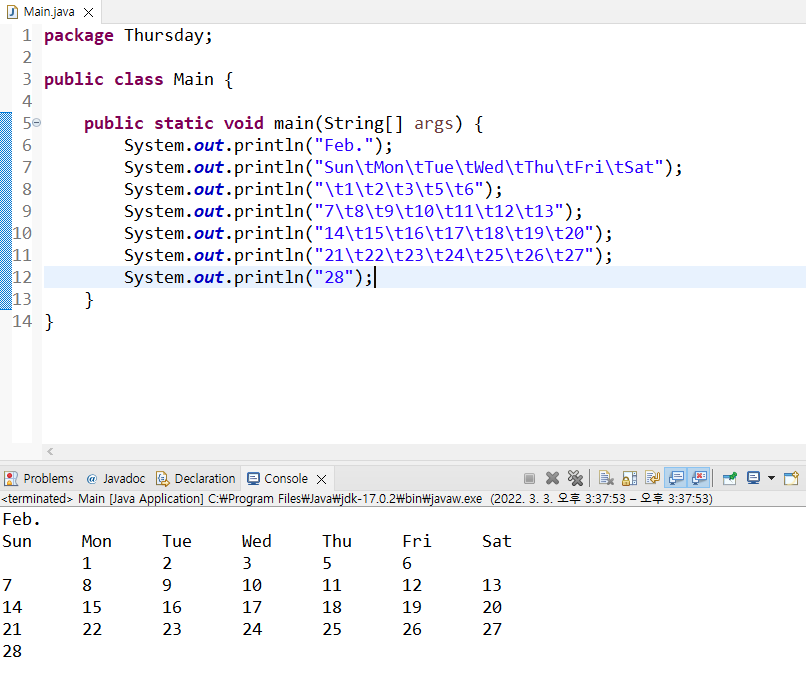 Main.java
1 package Thursday;
2
3 public class Main {
4
5 public static void main(String[] args) {
6 System.out.println("Feb.");
7 System.out.println("Sun\tMon\tTue\tWed\tThu\tFri\tSat");
8 System.out.println("\t1\t2\t3\t5\t6");
9 System.out.println("7\t8\t9\t10\t11\t12\t13");
10 System.out.println("14\t15\t16\t17\t18\t19\t20");
11 System.out.println("21\t22\t23\t24\t25\t26\t27");
12 System.out.println("28");
13 }
14 }
Problems @ Javadoc Declaration Console
<terminated> Main [Java Application] C:₩Program Files₩Java₩jdk-17.0.2₩bin₩javaw.exe (2022. 3. 3. 오후 3:37:53 – 오후 3:37:53)
Feb.
Sun Mon Tue Wed Thu Fri Sat
1 2 3 5 6
7 8 9 10 11 12 13
14 15 16 17 18 19 20
21 22 23 24 25 26 27
28